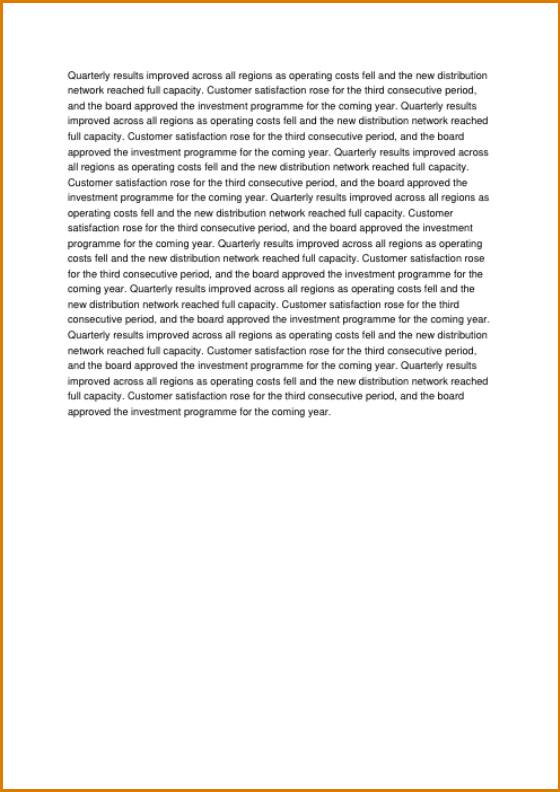 Quarterly results improved across all regions as operating costs fell and the new distribution
network reached full capacity. Customer satisfaction rose for the third consecutive period,
and the board approved the investment programme for the coming year. Quarterly results
improved across all regions as operating costs fell and the new distribution network reached
full capacity. Customer satisfaction rose for the third consecutive period, and the board
approved the investment programme for the coming year. Quarterly results improved across
all regions as operating costs fell and the new distribution network reached full capacity.
Customer satisfaction rose for the third consecutive period, and the board approved the
investment programme for the coming year. Quarterly results improved across all regions as
operating costs fell and the new distribution network reached full capacity. Customer
satisfaction rose for the third consecutive period, and the board approved the investment
programme for the coming year. Quarterly results improved across all regions as operating
costs fell and the new distribution network reached full capacity. Customer satisfaction rose
for the third consecutive period, and the board approved the investment programme for the
coming year. Quarterly results improved across all regions as operating costs fell and the
new distribution network reached full capacity. Customer satisfaction rose for the third
consecutive period, and the board approved the investment programme for the coming year.
Quarterly results improved across all regions as operating costs fell and the new distribution
network reached full capacity. Customer satisfaction rose for the third consecutive period,
and the board approved the investment programme for the coming year. Quarterly results
improved across all regions as operating costs fell and the new distribution network reached
full capacity. Customer satisfaction rose for the third consecutive period, and the board
approved the investment programme for the coming year.